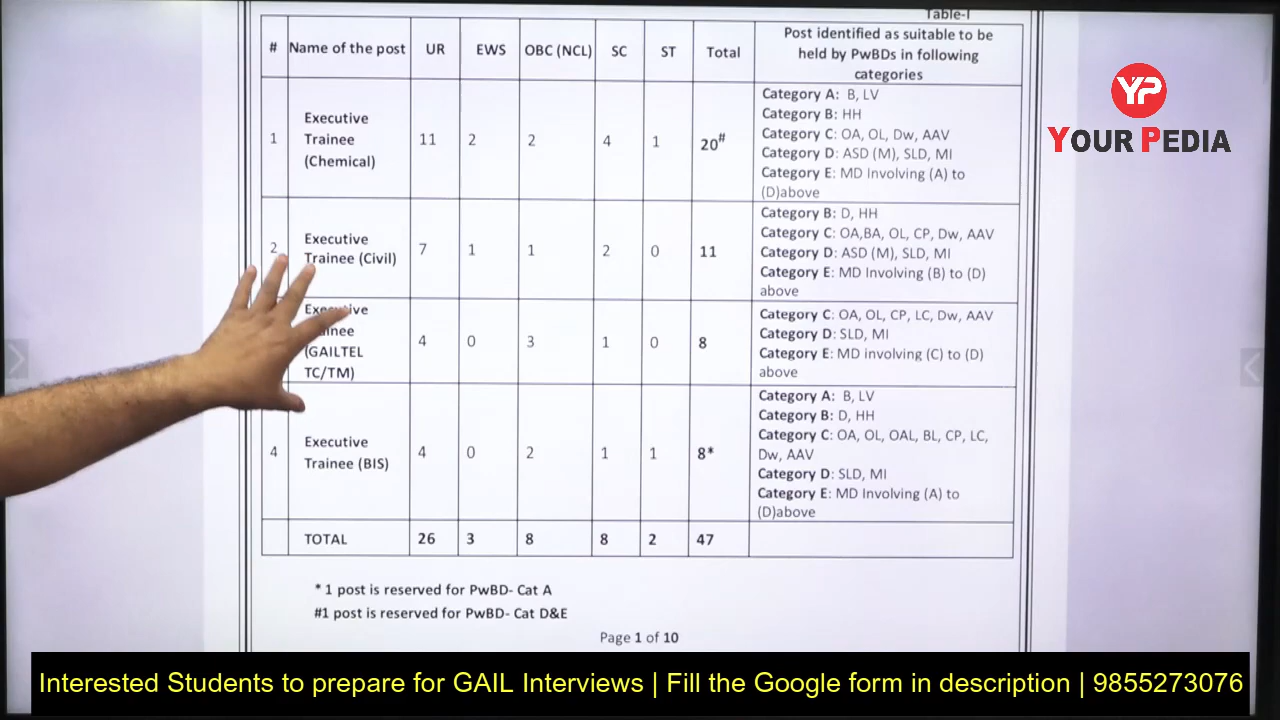 Table-I
# Name of the post UR EWS OBC (NCL) SC ST Total Post identified as suitable to be
held by PwBDs in following
categories
1 Executive
Trainee
(Chemical) 11 2 2 4 1 20#
Category A: B, LV
Category B: HH
Category C: OA, OL, Dw, AAV
Category D: ASD (M), SLD, MI
Category E: MD Involving (A) to
(D)above
2 Executive
Trainee (Civil) 7 1 1 2 0 11
Category B: D, HH
Category C: OA,BA, OL, CP, Dw, AAV
Category D: ASD (M), SLD, MI
Category E: MD Involving (B) to (D)
above
(GAILTEL
TC/TM) 4 0 3 1 0 8
Category C: OA, OL, CP, LC, Dw, AAV
Category D: SLD, MI
Category E: MD involving (C) to (D)
above
4 Executive
Trainee (BIS) 4 0 2 1 1 8*
Category A: B, LV
Category B: D, HH
Category C: OA, OL, OAL, BL, CP, LC,
Dw, AAV
Category D: SLD, MI
Category E: MD Involving (A) to
(D)above
TOTAL 26 3 8 8 2 47
* 1 post is reserved for PwBD- Cat A
#1 post is reserved for PwBD- Cat D&E
Page 1 of 10
YP
YOUR PEDIA
Interested Students to prepare for GAIL Interviews | Fill the Google form in description | 9855273076